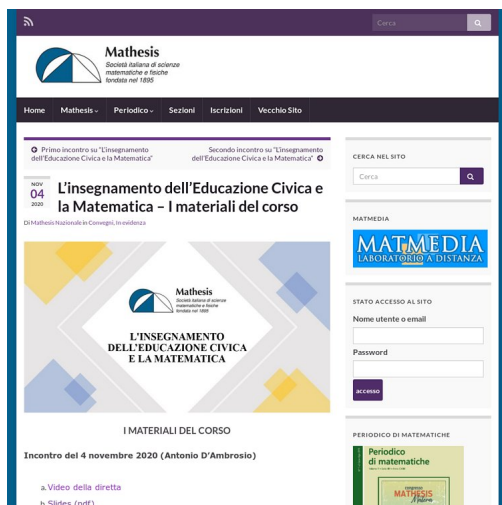 Cerca
Mathesis
Società italiana di scienze
matematiche e fisiche
fondata nel 1895
Home Mathesis Periodico Sezioni Iscrizioni Vecchio Sito
Primo incontro su "L'insegnamento
dell'Educazione Civica e la Matematica"
Secondo incontro su "L'insegnamento
dell'Educazione Civica e la Matematica"
NOV
04
2020
L'insegnamento dell'Educazione Civica e
la Matematica – I materiali del corso
Di Mathesis Nazionale in Convegni, In evidenza
Mathesis
Società italiana di scienze
matematiche e fisiche
fondata nel 1895
L'INSEGNAMENTO
DELL'EDUCAZIONE CIVICA
E LA MATEMATICA
I MATERIALI DEL CORSO
Incontro del 4 novembre 2020 (Antonio D'Ambrosio)
a. Video della diretta
b. Slides (pdf)
CERCA NEL SITO
Cerca
MATMEDIA
MATMEDIA
LABORATORIO A DISTANZA
STATO ACCESSO AL SITO
Nome utente o email
Password
accesso
PERIODICO DI MATEMATICHE
Periodico
di matematiche
MATHESIS